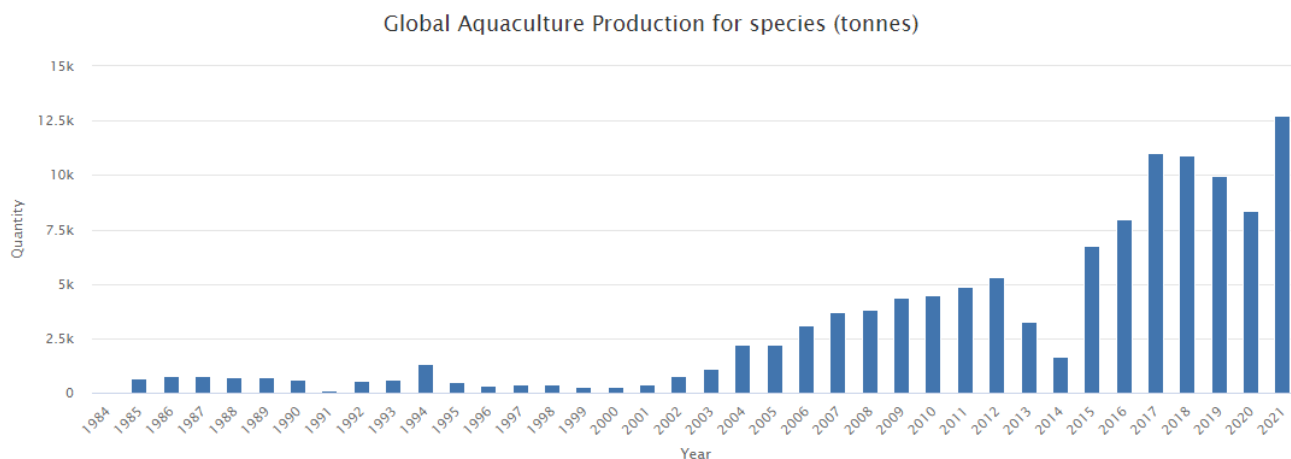 Global Aquaculture Production for species (tonnes)
15k
12.5k
10k
7.5k
5k
2.5k
0
Quantity
1984 1985 1986 1987 1988 1989 1990 1991 1992 1993 1994 1995 1996 1997 1998 1999 2000 2001 2002 2003 2004 2005 2006 2007 2008 2009 2010 2011 2012 2013 2014 2015 2016 2017 2018 2019 2020 2021
Year